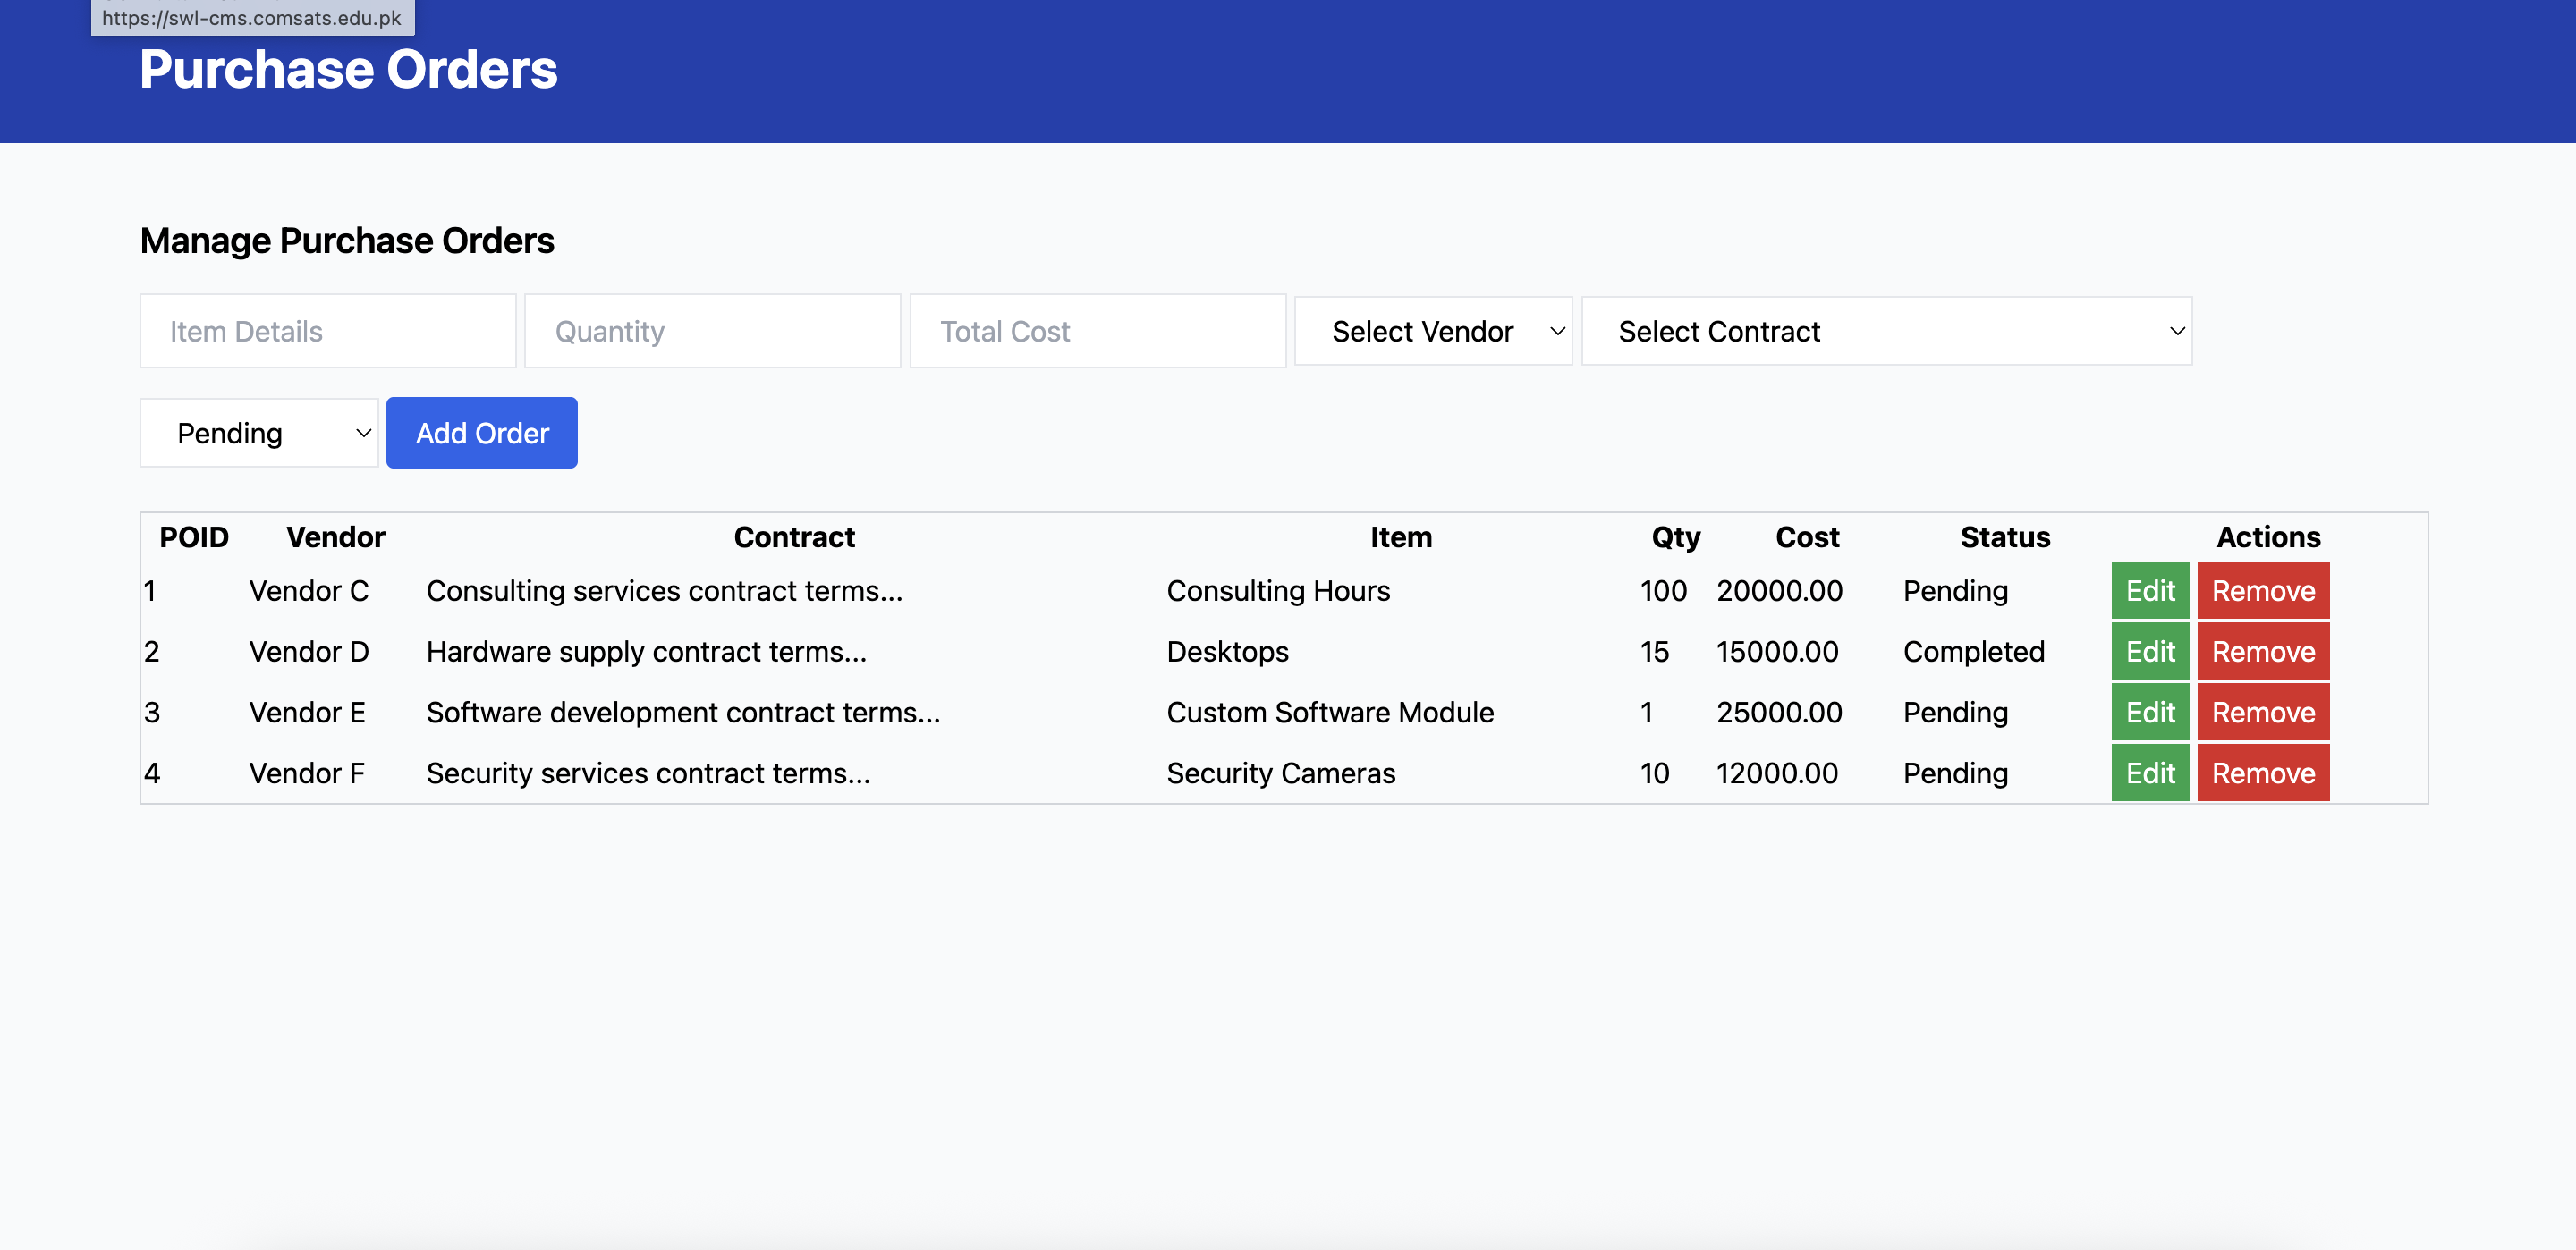 https://swl-cms.comsats.edu.pk
Purchase Orders
Manage Purchase Orders
Item Details Quantity Total Cost Select Vendor Select Contract
Pending Add Order
POID Vendor Contract Item Qty Cost Status Actions
1 Vendor C Consulting services contract terms... Consulting Hours 100 20000.00 Pending Edit Remove
2 Vendor D Hardware supply contract terms... Desktops 15 15000.00 Completed Edit Remove
3 Vendor E Software development contract terms... Custom Software Module 1 25000.00 Pending Edit Remove
4 Vendor F Security services contract terms... Security Cameras 10 12000.00 Pending Edit Remove